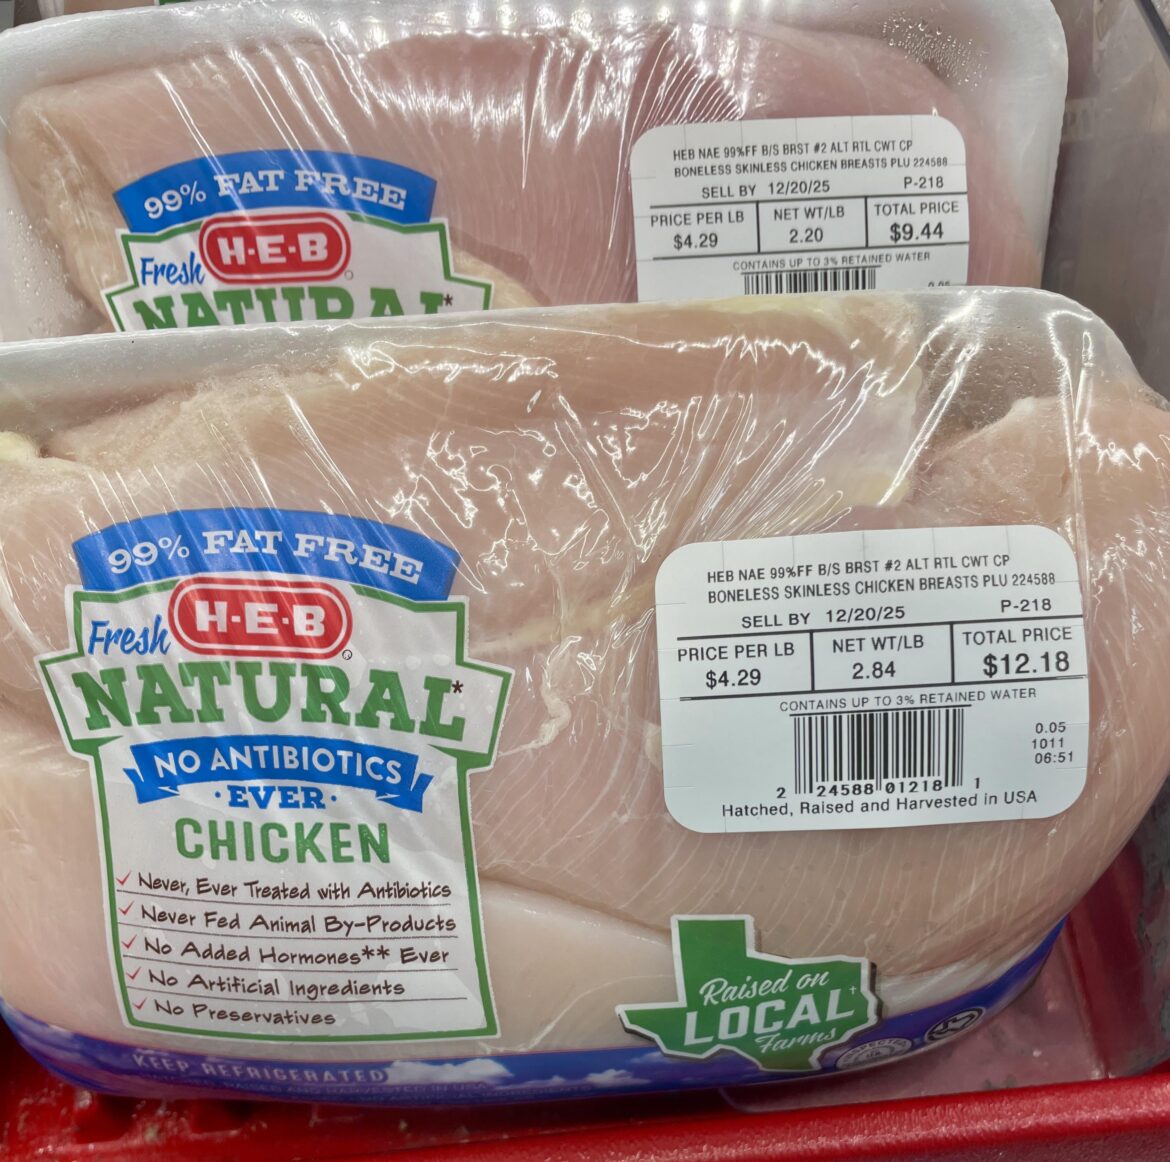 99% FAT FREE
H-E-B
Fresh
NATURAL*
HEB NAE 99%FF B/S BRST #2 ALT RTL CWT CP
BONELESS SKINLESS CHICKEN BREASTS PLU 224588
SELL BY 12/20/25 P-218
PRICE PER LB NET WT/LB TOTAL PRICE
$4.29 2.20 $9.44
CONTAINS UP TO 3% RETAINED WATER
0.05
99% FAT FREE
H-E-B
Fresh
NATURAL*
NO ANTIBIOTICS
·EVER·
CHICKEN
✓ Never, Ever Treated with Antibiotics
✓ Never Fed Animal By-Products
✓ No Added Hormones** Ever
✓ No Artificial Ingredients
✓ No Preservatives
KEEP REFRIGERATED
HEB NAE 99%FF B/S BRST #2 ALT RTL CWT CP
BONELESS SKINLESS CHICKEN BREASTS PLU 224588
SELL BY 12/20/25 P-218
PRICE PER LB NET WT/LB TOTAL PRICE
$4.29 2.84 $12.18
CONTAINS UP TO 3% RETAINED WATER
0.05
1011
06:51
2 24588 01218 1
Hatched, Raised and Harvested in USA
Raised on
LOCAL†
Farms